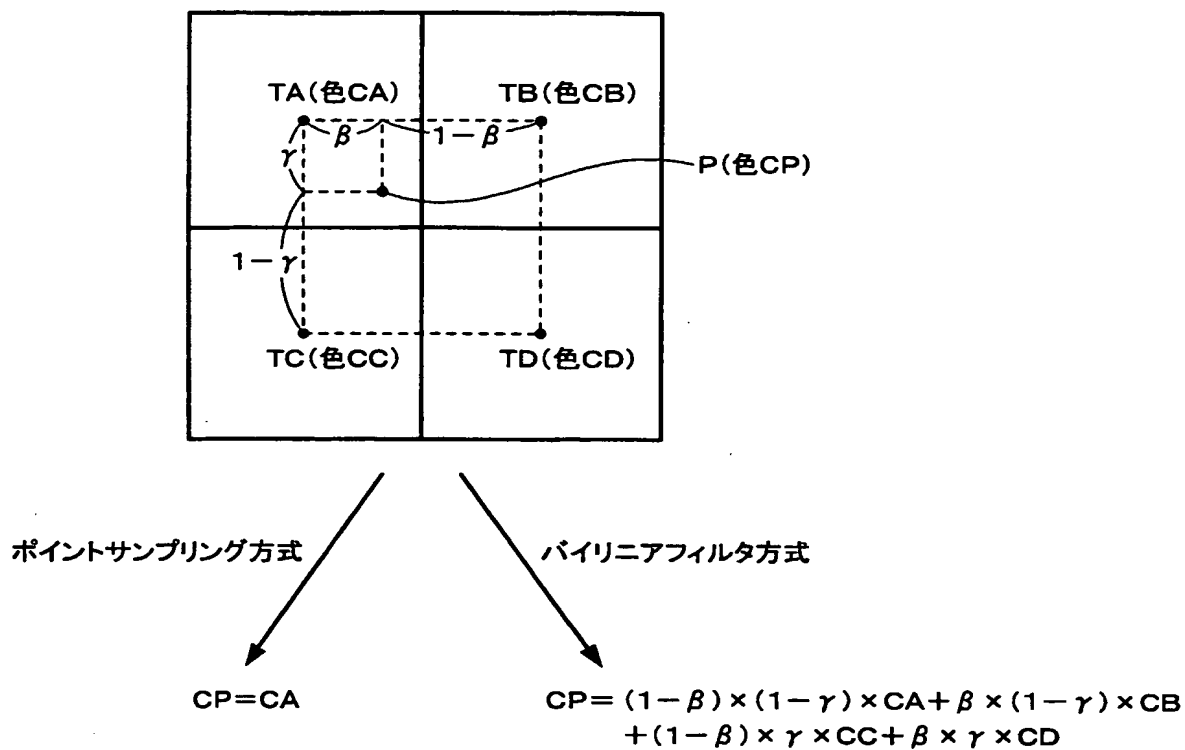 TA(色CA)
TB(色CB)
β
1-β
γ
P(色CP)
1-γ
TC(色CC)
TD(色CD)
ポイントサンプリング方式
バイリニアフィルタ方式
CP=CA
CP=(1-β)×(1-γ)×CA+β×(1-γ)×CB
+(1-β)×γ×CC+β×γ×CD